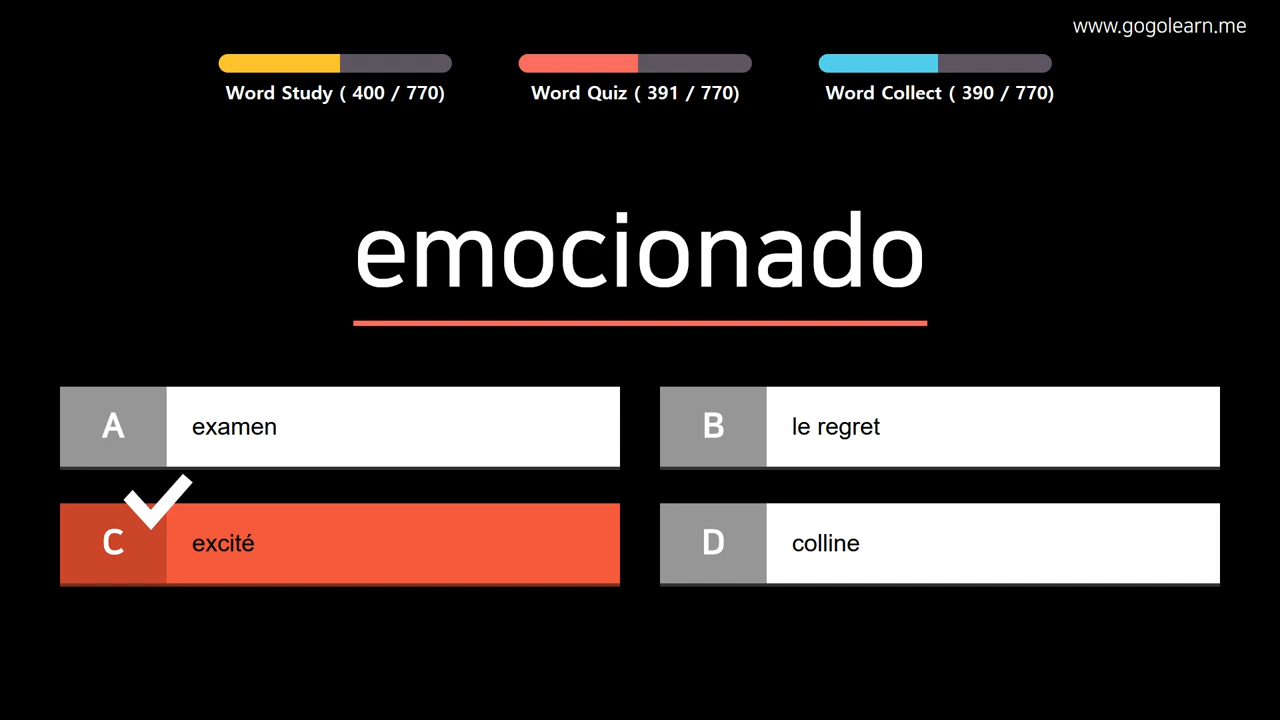 www.gogolearn.me
Word Study ( 400 / 770)
Word Quiz ( 391 / 770)
Word Collect ( 390 / 770)
emocionado
A examen
B le regret
C excité
D colline